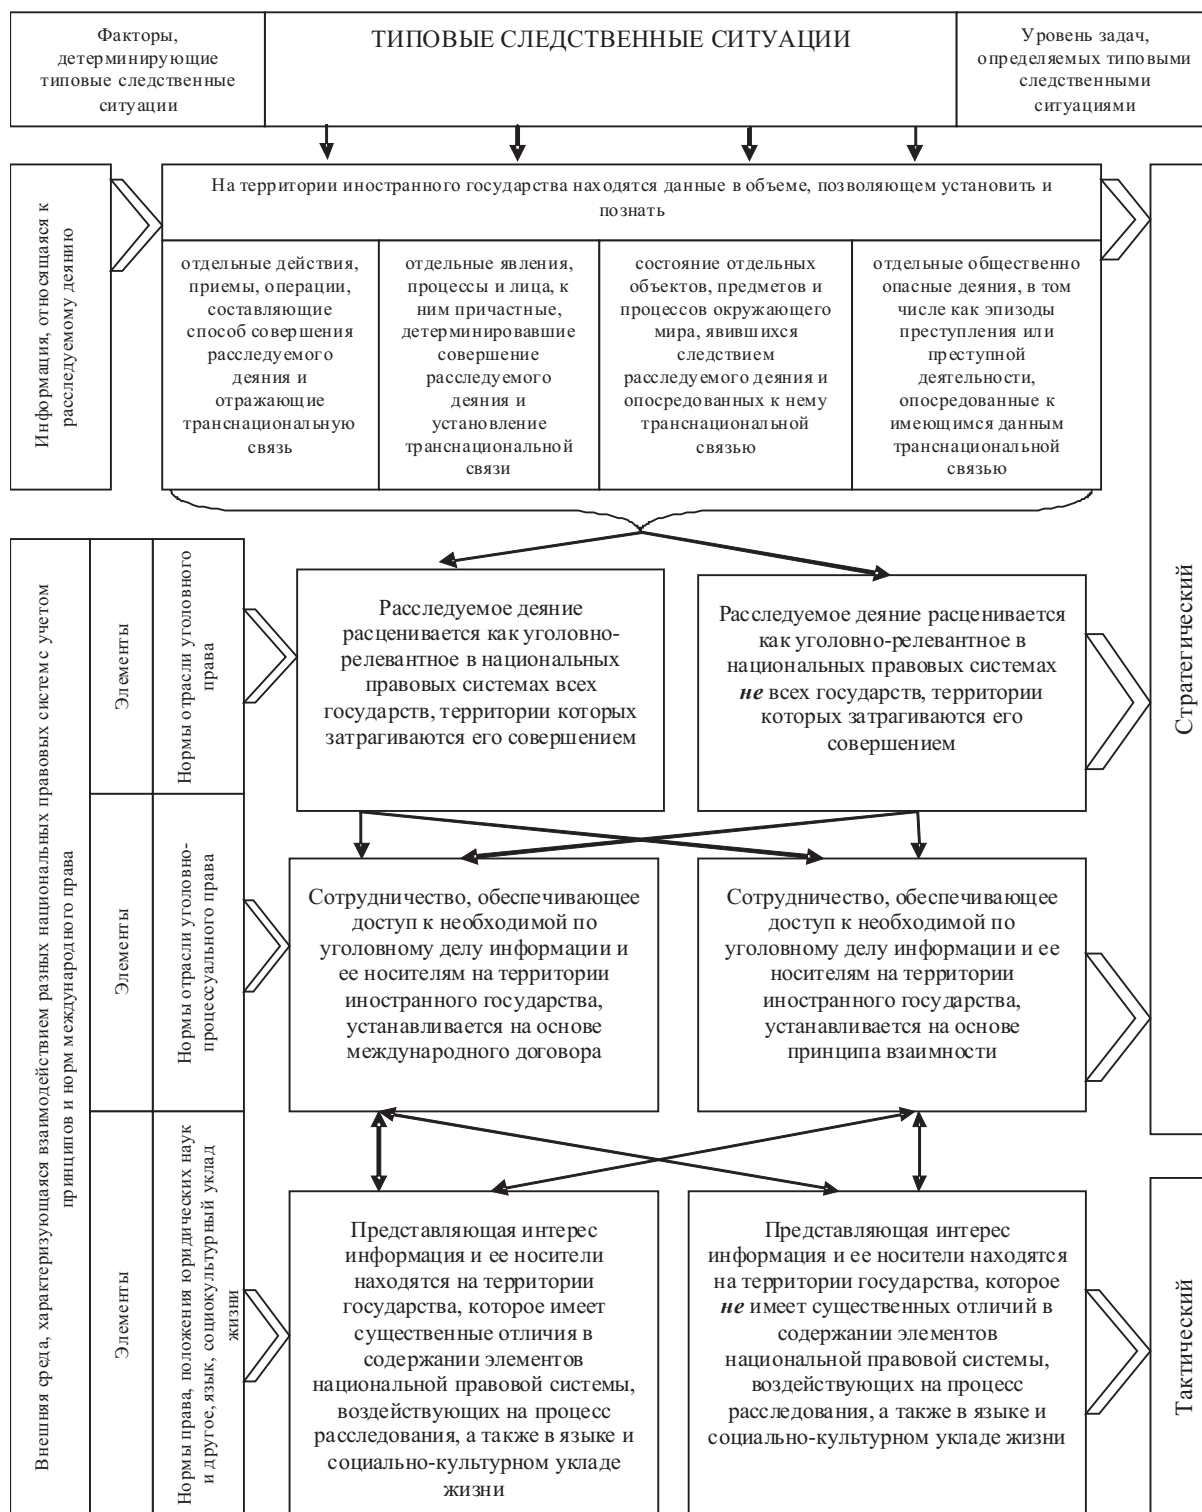 Факторы,
детерминирующие
типовые следственные
ситуации
ТИПОВЫЕ СЛЕДСТВЕННЫЕ СИТУАЦИИ
Уровень задач,
определяемых типовыми
следственными
ситуациями
Информация, относящаяся к
расследуемому деянию
На территории иностранного государства находятся данные в объеме, позволяющем установить и
познать
отдельные действия,
приемы, операции,
составляющие
способ совершения
расследуемого
деяния и
отражающие
транснациональную
связь
отдельные явления,
процессы и лица, к
ним причастные,
детерминировавшие
совершение
расследуемого
деяния и
установление
транснациональной
связи
состояние отдельных
объектов, предметов и
процессов окружающего
мира, явившихся
следствием
расследуемого деяния и
опосредованных к нему
транснациональной
связью
отдельные общественно
опасные деяния, в том
числе как эпизоды
преступления или
преступной
деятельности,
опосредованные к
имеющимся данным
транснациональной
связью
Стратегический
Внешняя среда, характеризующаяся взаимодействием разных национальных правовых систем с учетом
принципов и норм международного права
Элементы
Нормы отрасли уголовного
права
Расследуемое деяние
расценивается как уголовно-
релевантное в национальных
правовых системах всех
государств, территории которых
затрагиваются его совершением
Расследуемое деяние расценивается
как уголовно-релевантное в
национальных правовых системах
не всех государств, территории
которых затрагиваются его
совершением
Элементы
Нормы отрасли уголовно-
процессуального права
Сотрудничество, обеспечивающее
доступ к необходимой по
уголовному делу информации и
ее носителям на территории
иностранного государства,
устанавливается на основе
международного договора
Сотрудничество, обеспечивающее
доступ к необходимой по
уголовному делу информации и ее
носителям на территории
иностранного государства,
устанавливается на основе
принципа взаимности
Элементы
Нормы права, положения юридических наук
и другое, язык, социокультурный уклад
жизни
Представляющая интерес
информация и ее носители
находятся на территории
государства, которое имеет
существенные отличия в
содержании элементов
национальной правовой системы,
воздействующих на процесс
расследования, а также в языке и
социально-культурном укладе
жизни
Представляющая интерес
информация и ее носители находятся
на территории государства, которое
не имеет существенных отличий в
содержании элементов
национальной правовой системы,
воздействующих на процесс
расследования, а также в языке и
социально-культурном укладе жизни
Тактический